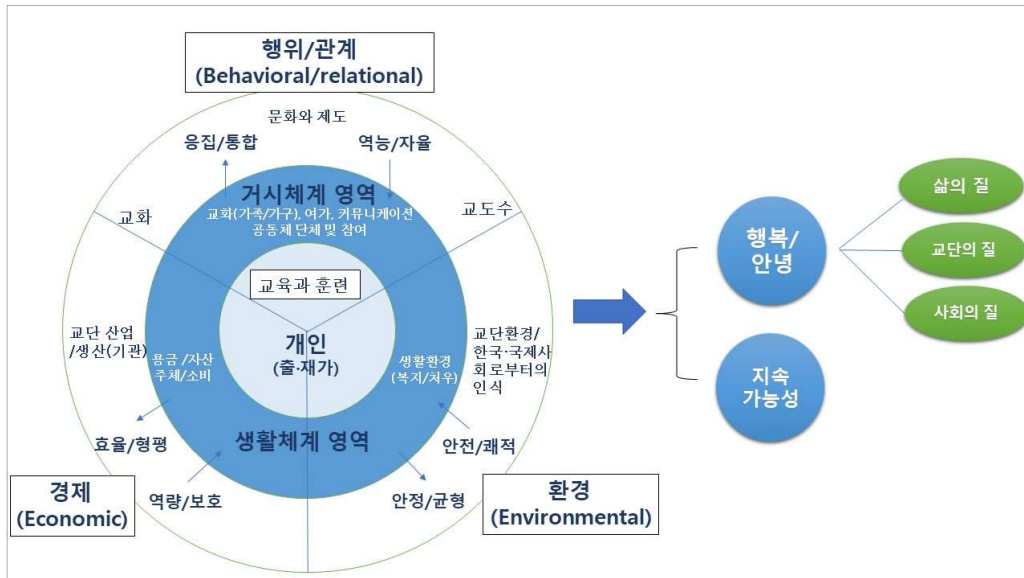 행위/관계
(Behavioral/relational)
문화와 제도
응집/통합
역능/자율
거시체계 영역
교화(가족/가구), 여가, 커뮤니케이션
공동체 단체 및 참여
교화
교도수
교육과 훈련
개인
(출·재가)
교단 산업
/생산(기관)
용금 /자산
주체/소비
생활환경
(복지/처우)
교단환경/
한국·국제사
회로부터의
인식
생활체계 영역
효율/형평
역량/보호
안전/쾌적
안정/균형
경제
(Economic)
환경
(Environmental)
행복/
안녕
지속
가능성
삶의 질
교단의 질
사회의 질